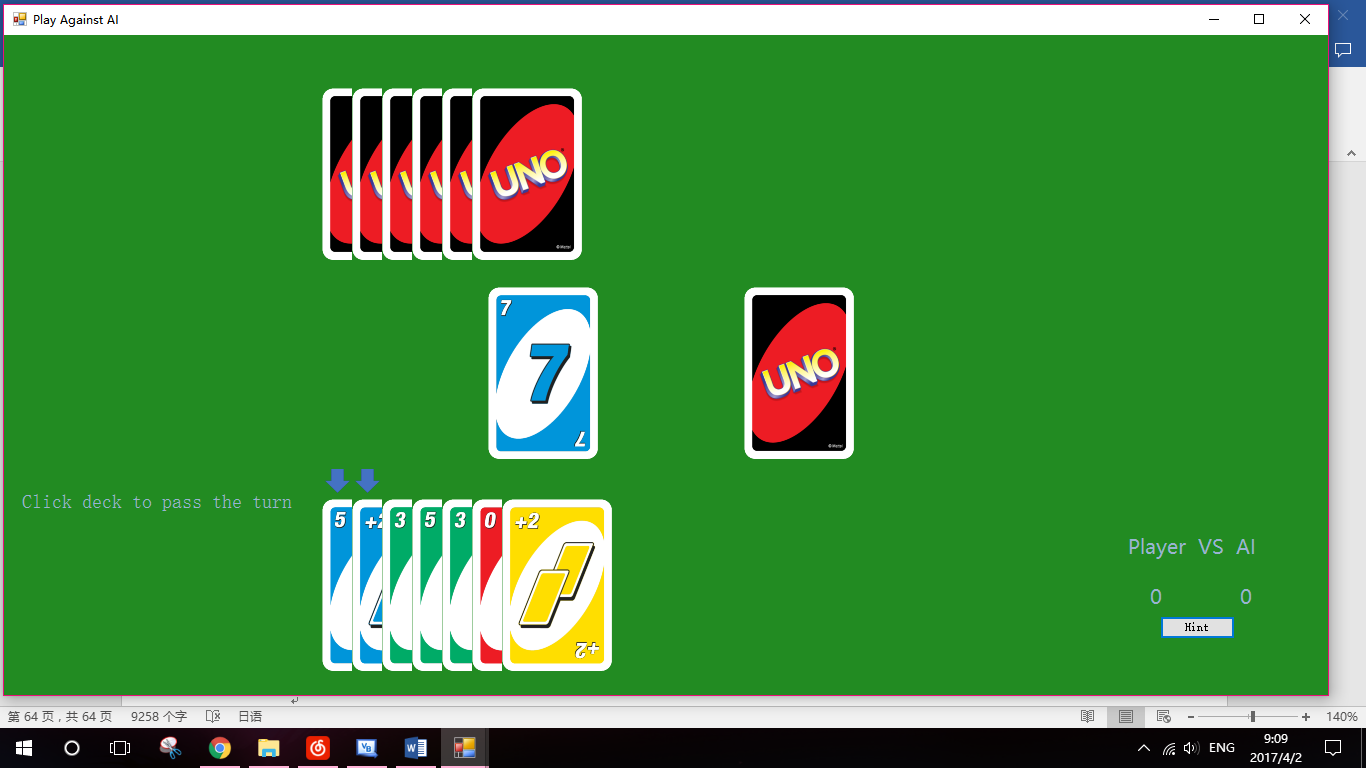 Play Against AI
UNO
7
7
UNO
Click deck to pass the turn
5
+2
3
5
3
0
+2
+2
Player VS AI
0 0
Hint
第 64 页，共 64 页 9258 个字 日语 140%
9:09
ENG
2017/4/2